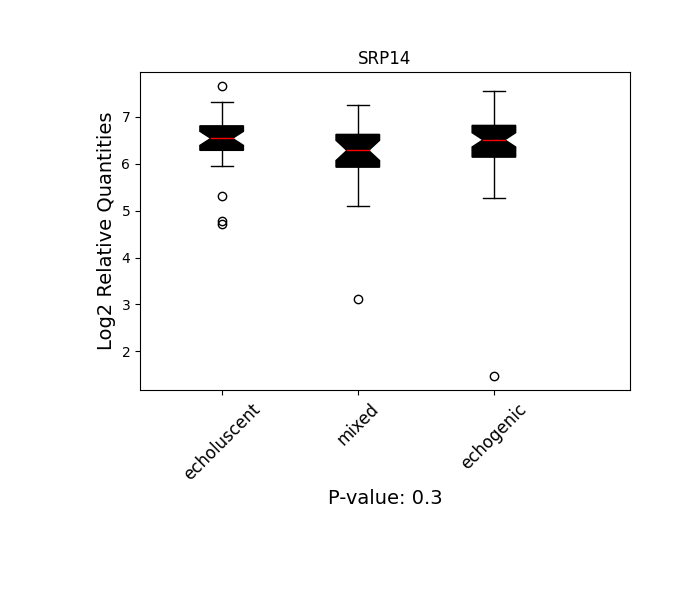 SRP14
Log2 Relative Quantities
7
6
5
4
3
2
echoluscent
mixed
echogenic
P-value: 0.3